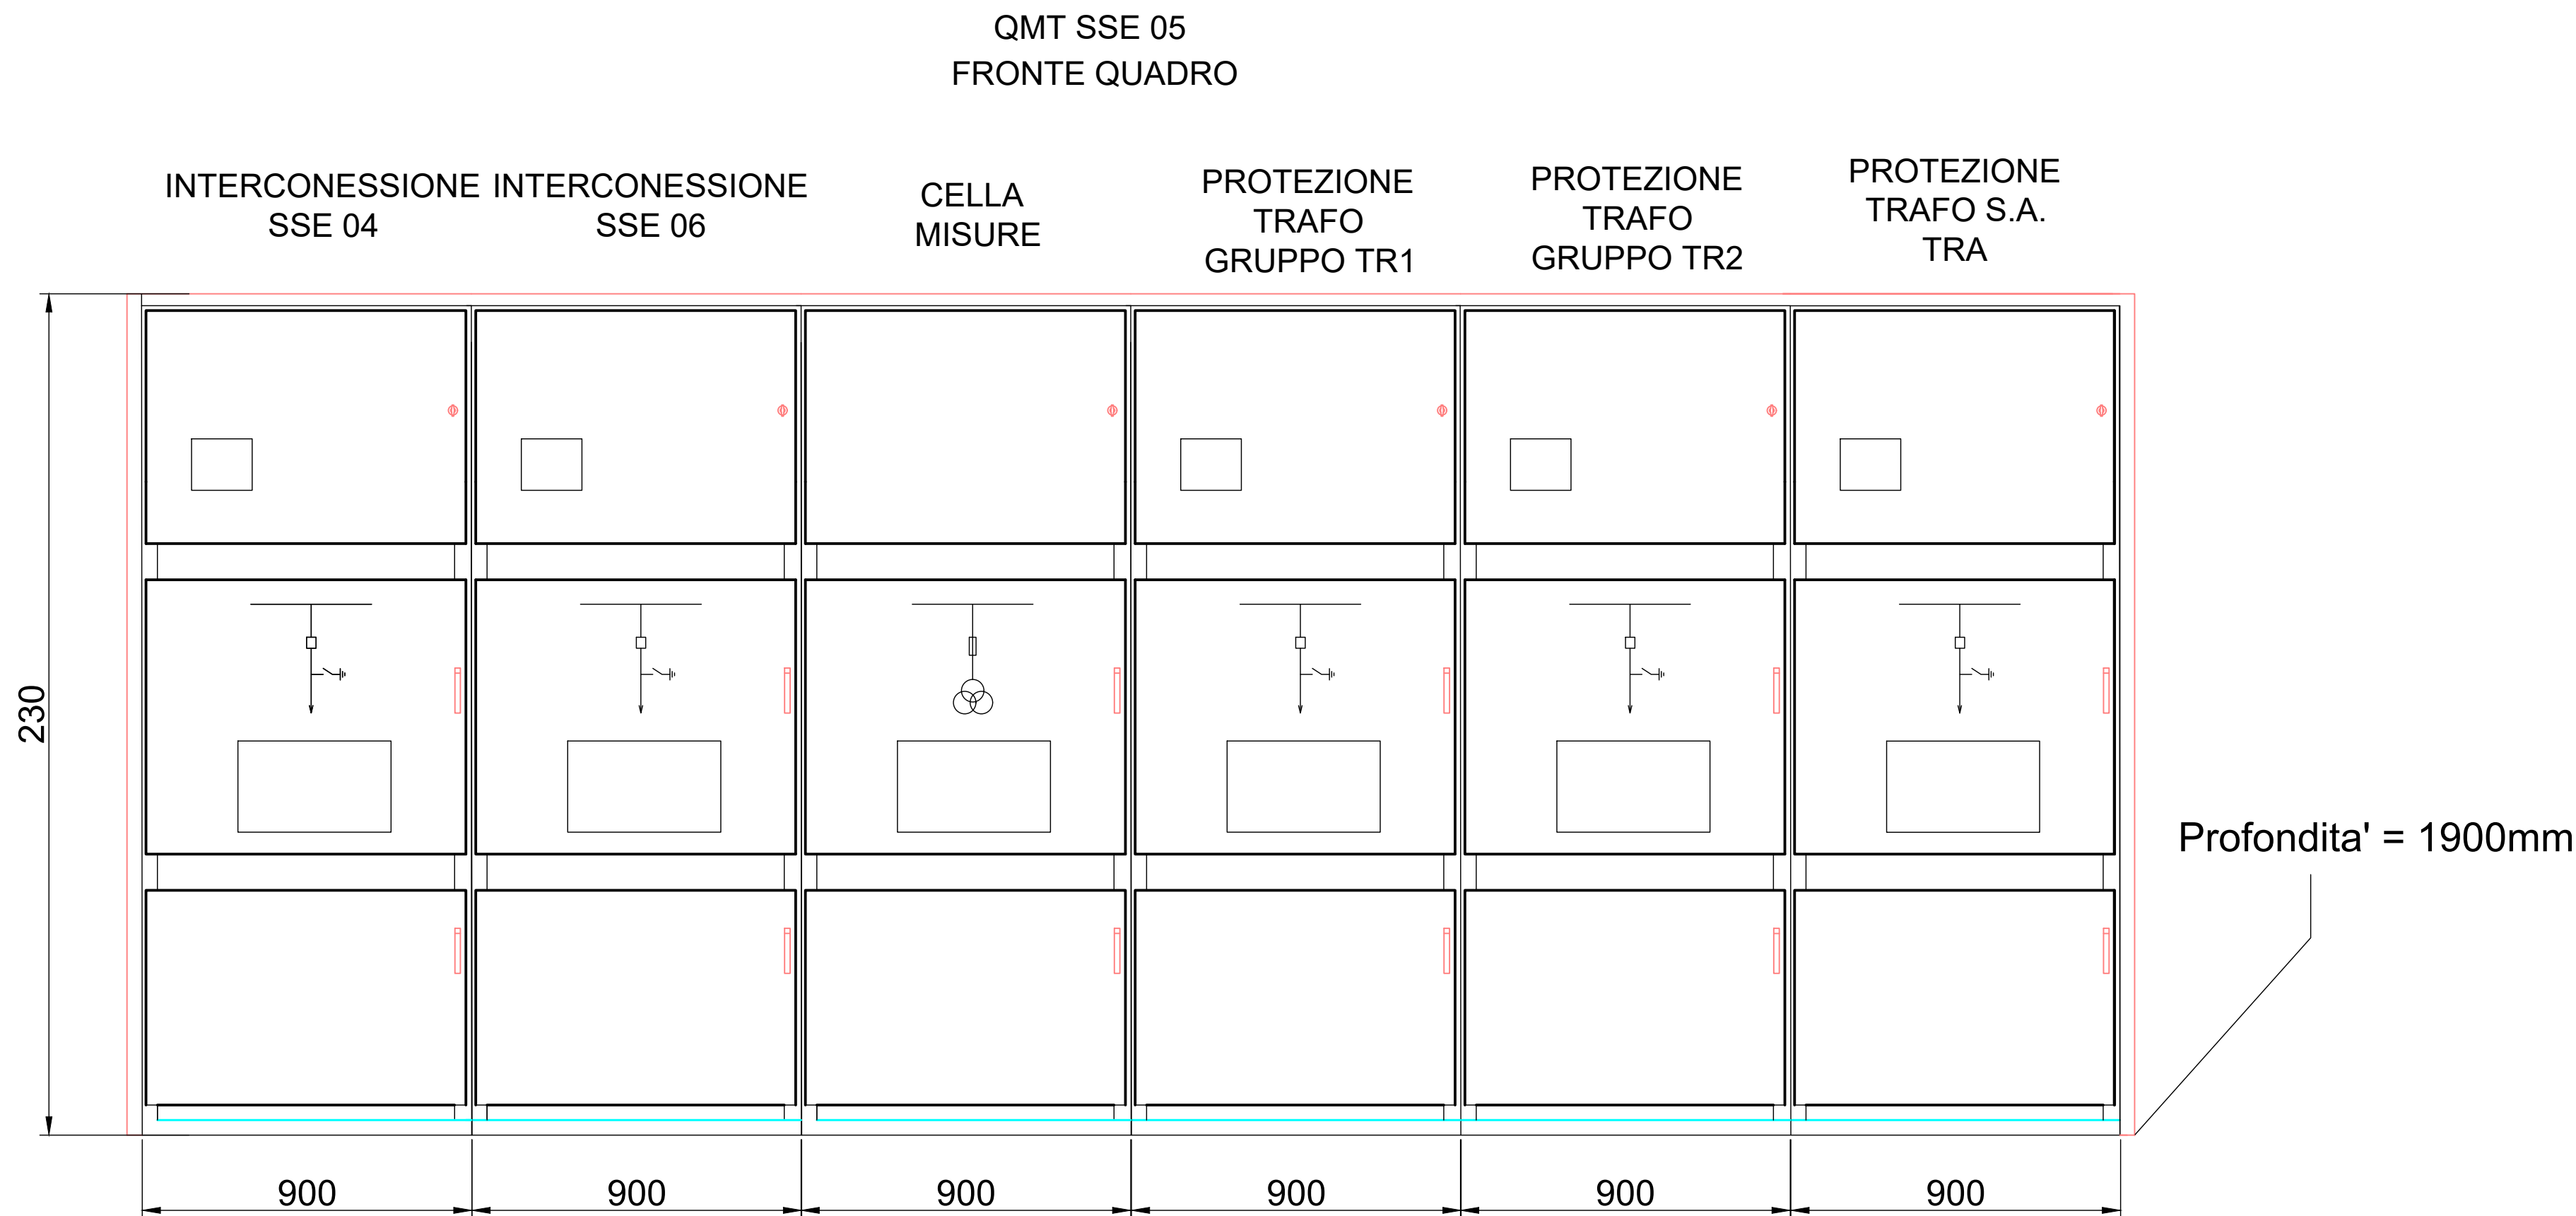 QMT SSE 05
FRONTE QUADRO
INTERCONESSIONE
SSE 04
INTERCONESSIONE
SSE 06
CELLA
MISURE
PROTEZIONE
TRAFO
GRUPPO TR1
PROTEZIONE
TRAFO
GRUPPO TR2
PROTEZIONE
TRAFO S.A.
TRA
230
Profondita' = 1900mm
900
900
900
900
900
900